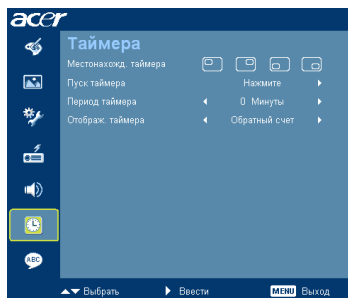 acer
Таймера
Местонахожд. таймера
Пуск таймера Нажмите
Период таймера 0 Минуты
Отображ. таймера Обратный счет
ABC
Выбрать Ввести MENU Выход